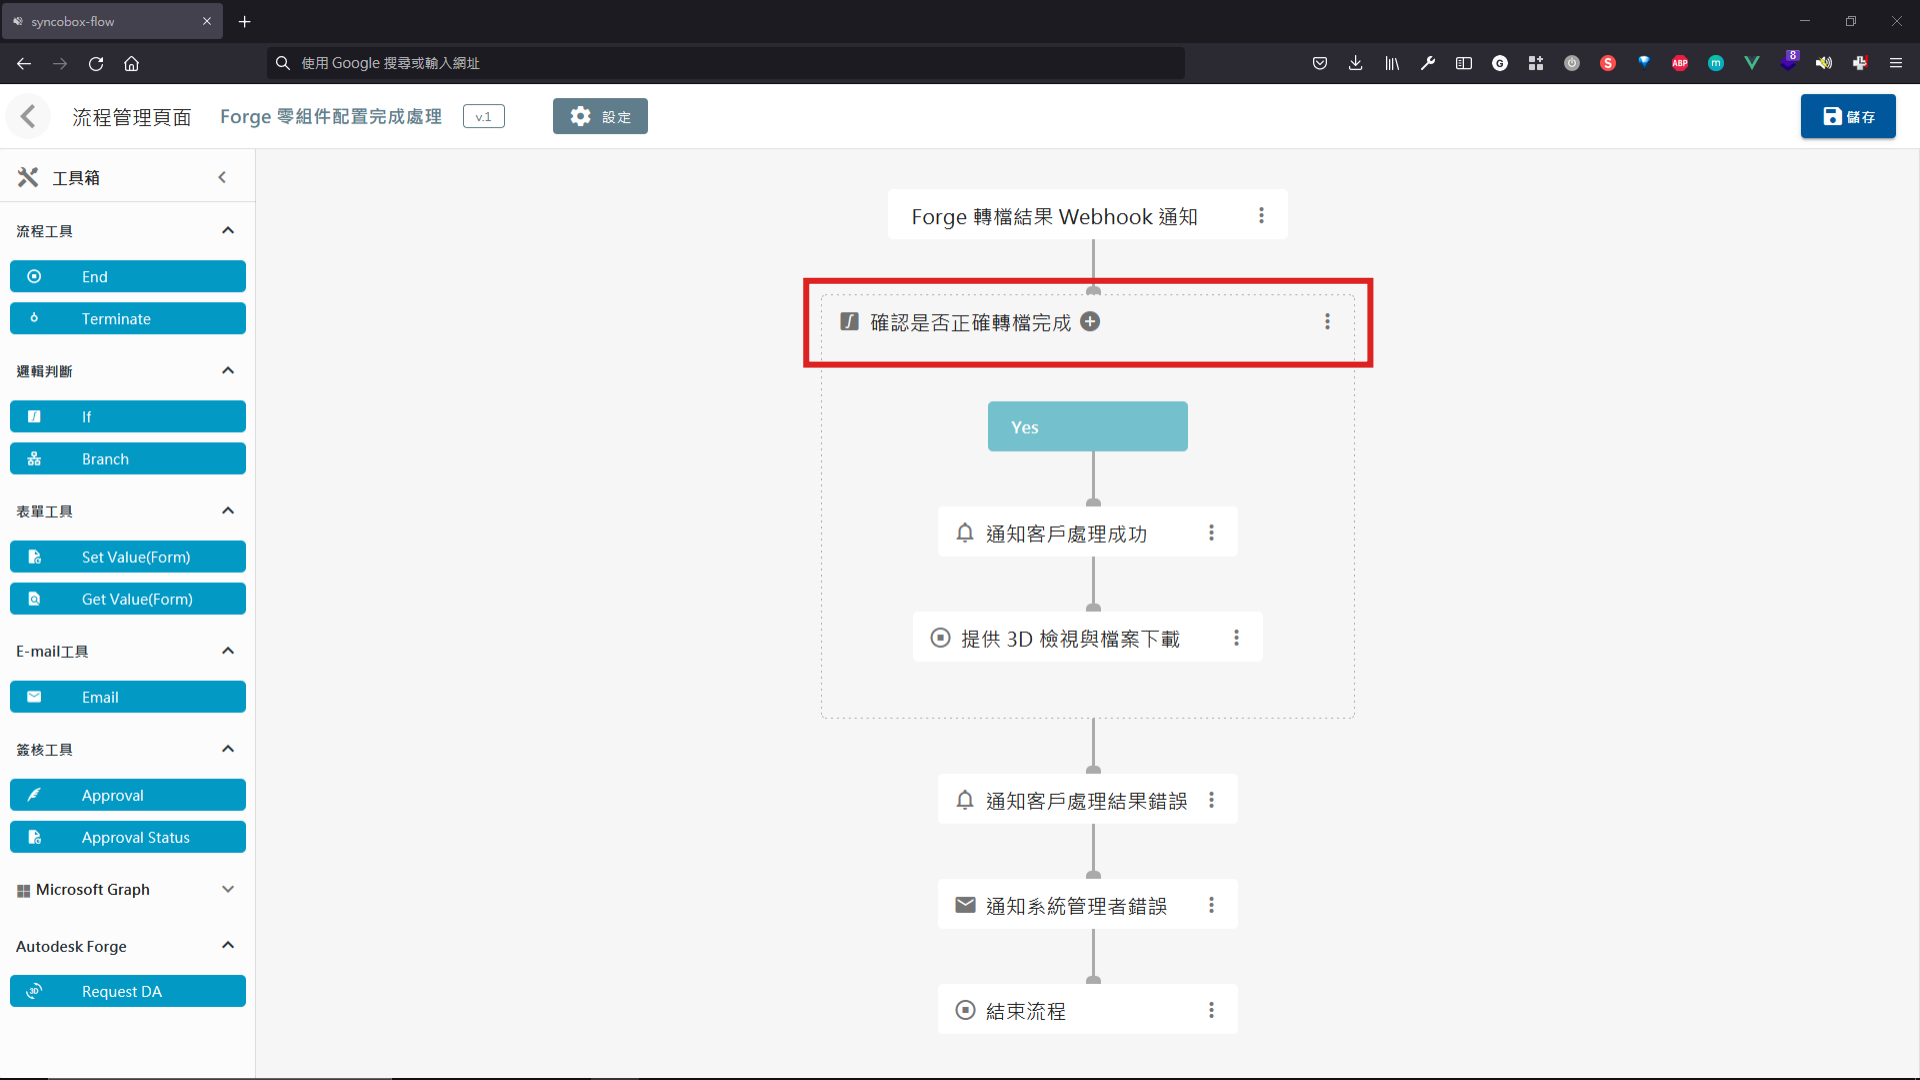 syncobox-flow
使用 Google 搜尋或輸入網址
G
S
ABP
m
8
流程管理頁面
Forge 零組件配置完成處理
v.1
設定
儲存
工具箱
流程工具
End
Terminate
邏輯判斷
If
Branch
表單工具
Set Value(Form)
Get Value(Form)
E-mail工具
Email
簽核工具
Approval
Approval Status
Microsoft Graph
Autodesk Forge
3D
Request DA
Forge 轉檔結果 Webhook 通知
確認是否正確轉檔完成
Yes
通知客戶處理成功
提供 3D 檢視與檔案下載
通知客戶處理結果錯誤
通知系統管理者錯誤
結束流程